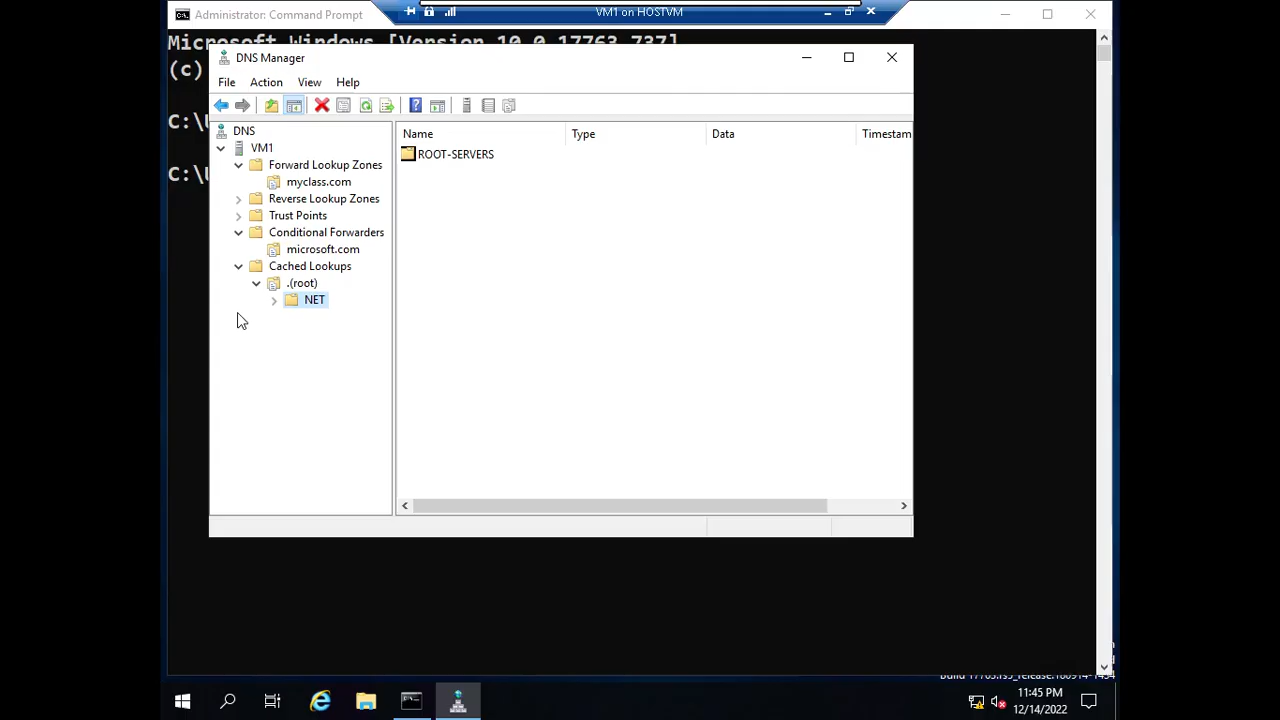 Administrator: Command Prompt
VM1 on HOSTVM
Microsoft Windows [Version 10.0.17763.737]
(c)
DNS Manager
File Action View Help
C:\U
C:\U
DNS
VM1
Forward Lookup Zones
myclass.com
Reverse Lookup Zones
Trust Points
Conditional Forwarders
microsoft.com
Cached Lookups
.(root)
NET
Name Type Data Timestam
ROOT-SERVERS
11:45 PM
12/14/2022